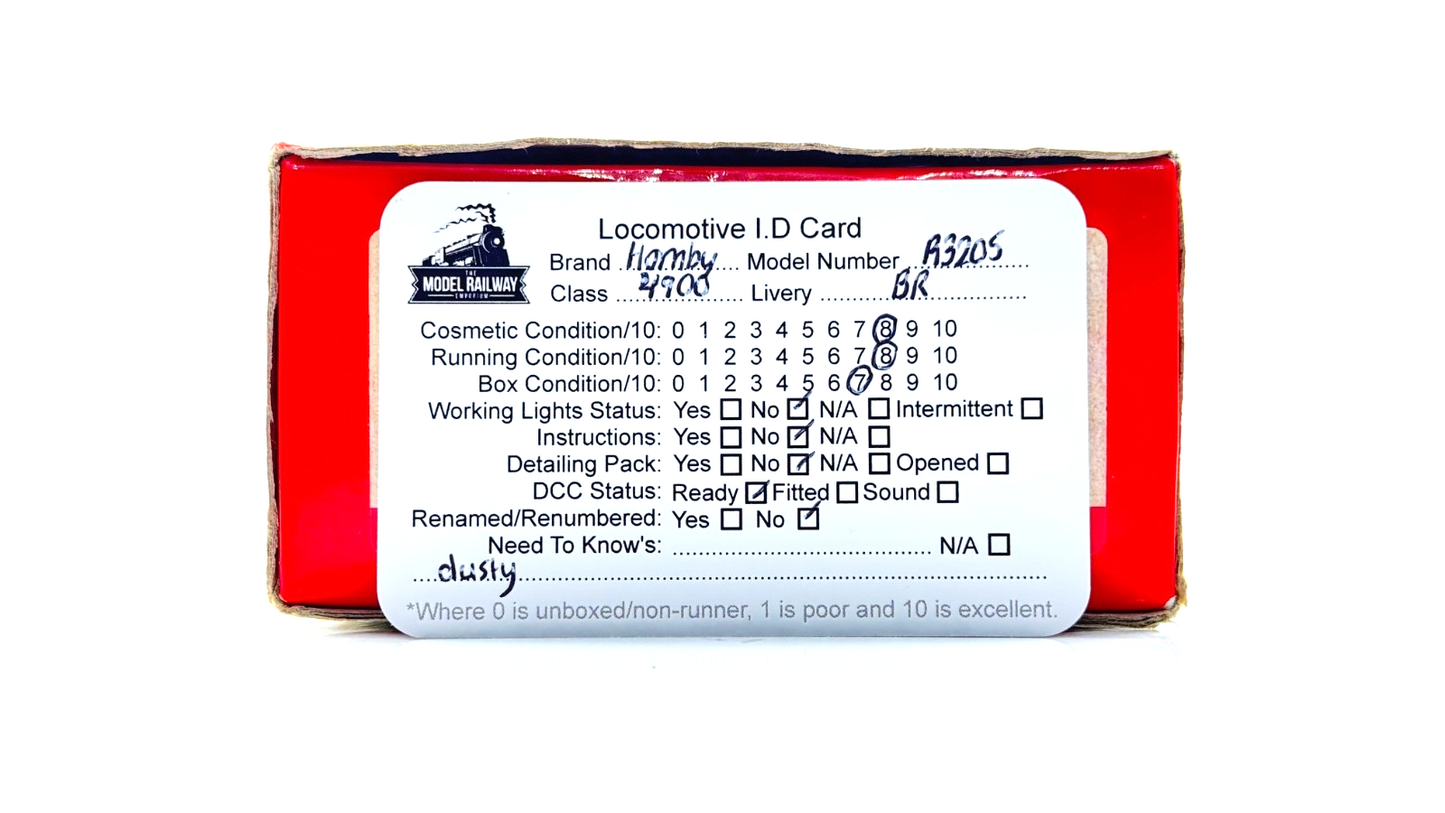 THE
MODEL RAILWAY
EMPORIUM
Locomotive I.D Card
Brand ...Hornby.... Model Number ...R3205....
Class ....4900...... Livery ............BR................
Cosmetic Condition/10: 0 1 2 3 4 5 6 7 8 9 10
Running Condition/10: 0 1 2 3 4 5 6 7 8 9 10
Box Condition/10: 0 1 2 3 4 5 6 7 8 9 10
Working Lights Status: Yes ☐ No ☑ N/A ☐ Intermittent ☐
Instructions: Yes ☐ No ☑ N/A ☐
Detailing Pack: Yes ☐ No ☑ N/A ☐ Opened ☐
DCC Status: Ready ☑ Fitted ☐ Sound ☐
Renamed/Renumbered: Yes ☐ No ☑
Need To Know's: ........................................ N/A ☐
....dusty................................................................................
*Where 0 is unboxed/non-runner, 1 is poor and 10 is excellent.